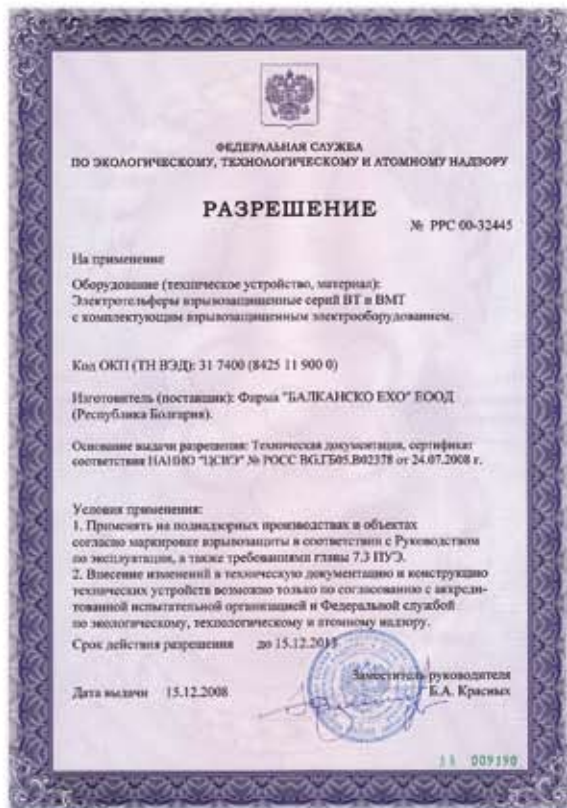 ФЕДЕРАЛЬНАЯ СЛУЖБА
ПО ЭКОЛОГИЧЕСКОМУ, ТЕХНОЛОГИЧЕСКОМУ И АТОМНОМУ НАДЗОРУ
РАЗРЕШЕНИЕ
№ РРС 00-32445
На применение
Оборудование (техническое устройство, материал):
Электротельферы взрывозащищенные серий ВТ и ВМТ
с комплектующим взрывозащищенным электрооборудованием.
Код ОКП (ТН ВЭД): 31 7400 (8425 11 900 0)
Изготовитель (поставщик): Фирма "БАЛКАНСКО ЕХО" ЕООД
(Республика Болгария).
Основание выдачи разрешения: Техническая документация, сертификат
соответствия НАНИО "ЦСВЭ" № РОСС BG.ГБ05.В02378 от 24.07.2008 г.
Условия применения:
1. Применять на поднадзорных производствах и объектах
согласно маркировке взрывозащиты в соответствии с Руководством
по эксплуатации, а также требованиями главы 7.3 ПУЭ.
2. Внесение изменений в техническую документацию и конструкцию
технических устройств возможно только по согласованию с аккреди-
тованной испытательной организацией и Федеральной службой
по экологическому, технологическому и атомному надзору.
Срок действия разрешения до 15.12.2013
Заместитель руководителя
Дата выдачи 15.12.2008 Б.А. Красных
009190